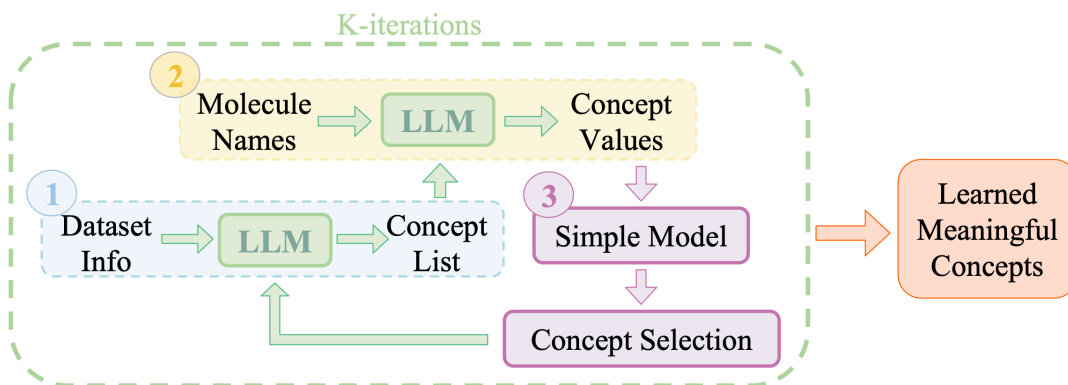 K-iterations
2
Molecule
Names
LLM
Concept
Values
1
Dataset
Info
LLM
Concept
List
3
Simple Model
Concept Selection
Learned
Meaningful
Concepts